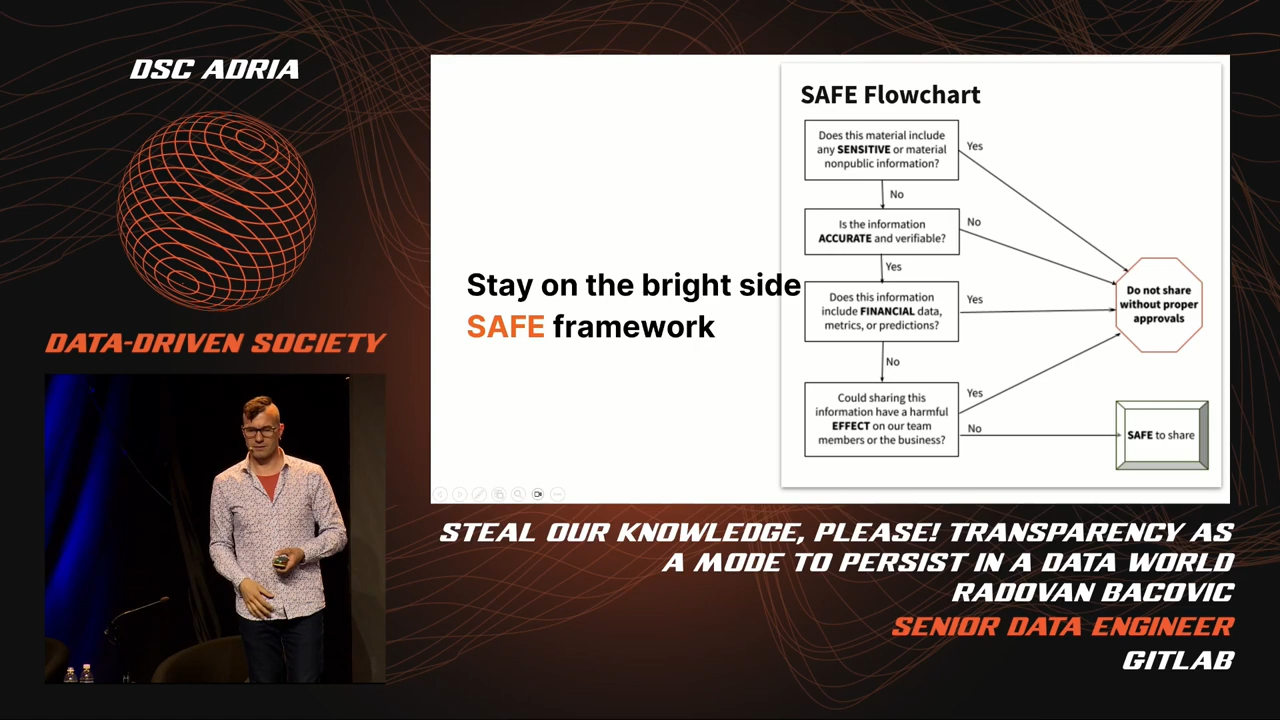 DSC ADRIA
DATA-DRIVEN SOCIETY
Stay on the bright side
SAFE framework
SAFE Flowchart
Does this material include
any SENSITIVE or material
nonpublic information?
Yes
No
Is the information
ACCURATE and verifiable?
No
Yes
Does this information
include FINANCIAL data,
metrics, or predictions?
Yes
No
Could sharing this
information have a harmful
EFFECT on our team
members or the business?
Yes
No
Do not share
without proper
approvals
SAFE to share
STEAL OUR KNOWLEDGE, PLEASE! TRANSPARENCY AS
A MODE TO PERSIST IN A DATA WORLD
RADOVAN BACOVIC
SENIOR DATA ENGINEER
GITLAB